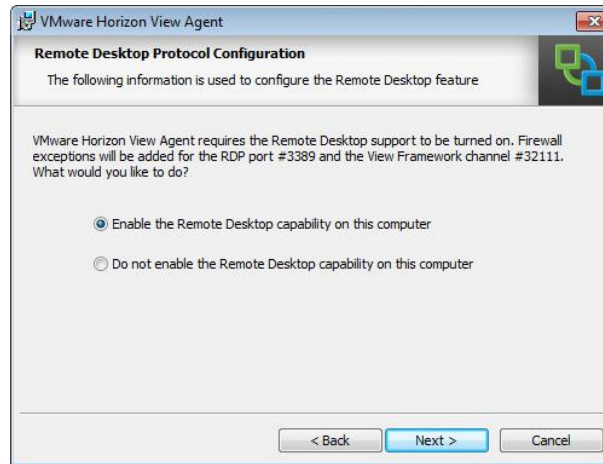 VMware Horizon View Agent
Remote Desktop Protocol Configuration
The following information is used to configure the Remote Desktop feature
VMware Horizon View Agent requires the Remote Desktop support to be turned on. Firewall
exceptions will be added for the RDP port #3389 and the View Framework channel #32111.
What would you like to do?
Enable the Remote Desktop capability on this computer
Do not enable the Remote Desktop capability on this computer
< Back Next > Cancel